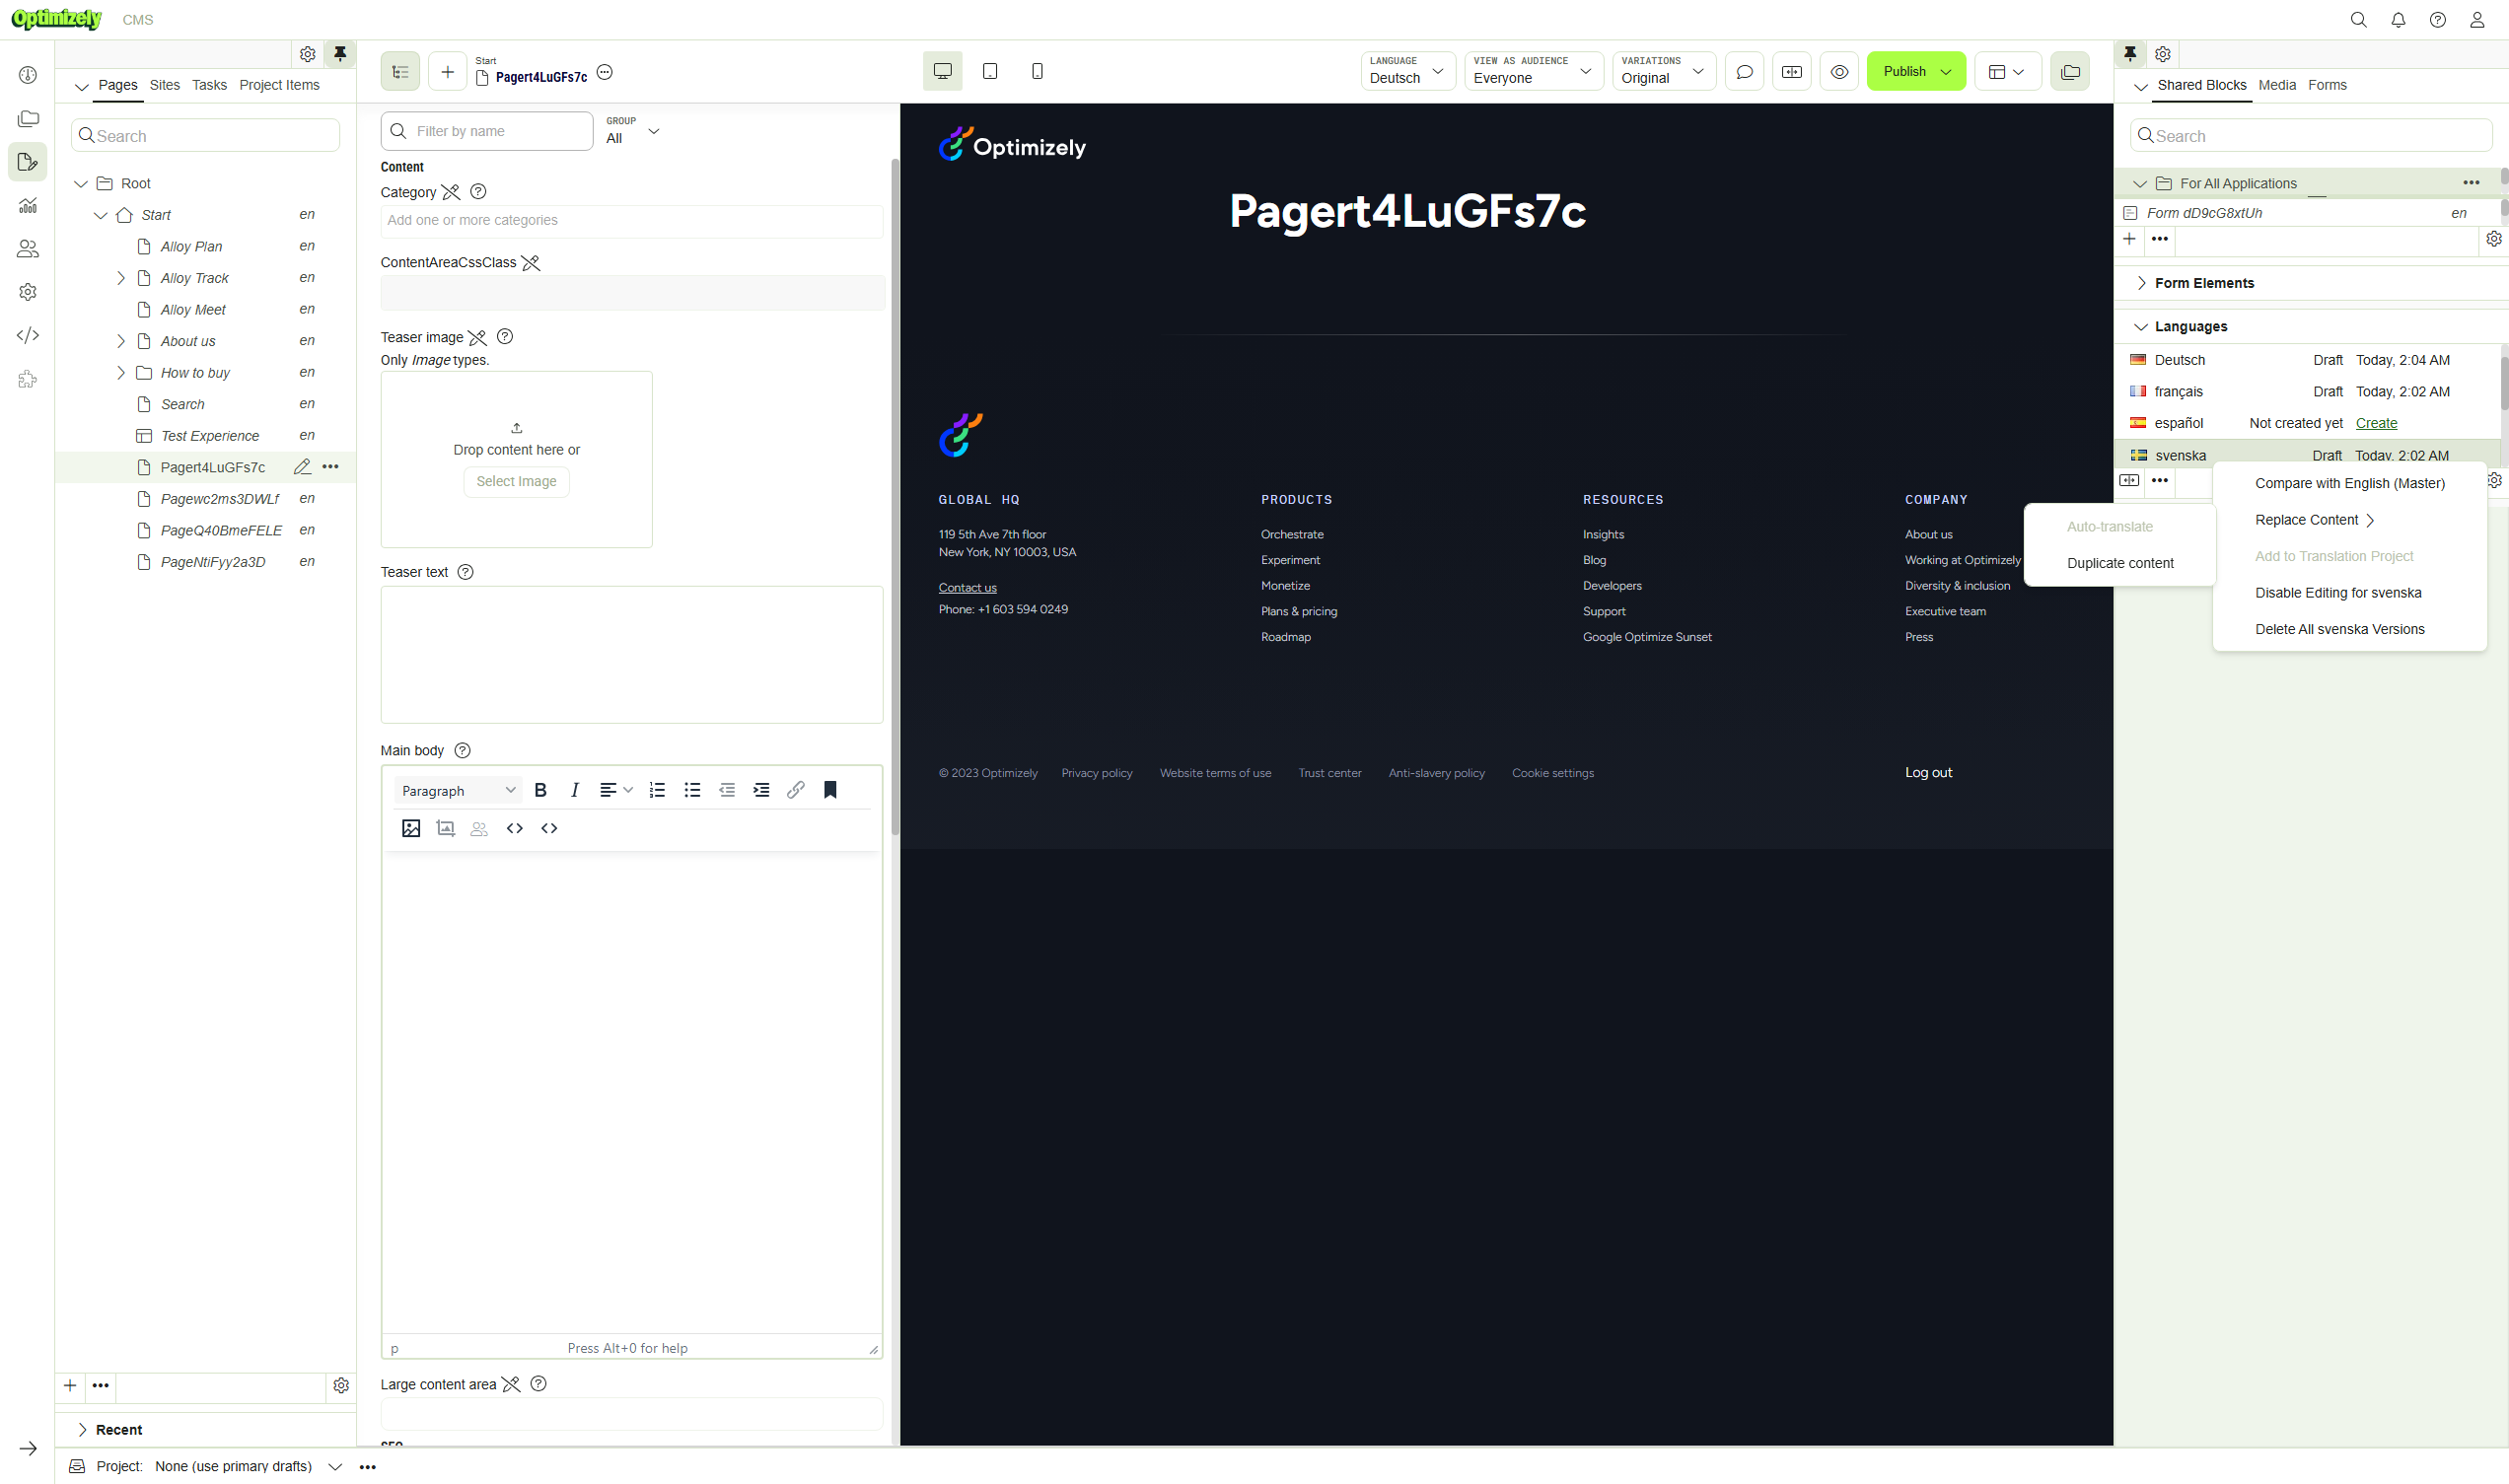 Optimizely CMS
Pages Sites Tasks Project Items
Search
Root
Start en
Alloy Plan en
Alloy Track en
Alloy Meet en
About us en
How to buy en
Search en
Test Experience en
Pagert4LuGFs7c
Pagewc2ms3DWLf en
PageQ40BmeFELE en
PageNtiFyy2a3D en
Recent
Project: None (use primary drafts)
Start
Pagert4LuGFs7c
LANGUAGE
Deutsch
VIEW AS AUDIENCE
Everyone
VARIATIONS
Original
Publish
Filter by name
GROUP
All
Content
Category
Add one or more categories
ContentAreaCssClass
Teaser image
Only Image types.
Drop content here or
Select Image
Teaser text
Main body
Paragraph
p Press Alt+0 for help
Large content area
SEO
Optimizely
Pagert4LuGFs7c
GLOBAL HQ
119 5th Ave 7th floor
New York, NY 10003, USA
Contact us
Phone: +1 603 594 0249
PRODUCTS
Orchestrate
Experiment
Monetize
Plans & pricing
Roadmap
RESOURCES
Insights
Blog
Developers
Support
Google Optimize Sunset
COMPANY
About us
Working at Optimizely
Diversity & inclusion
Executive team
Press
© 2023 Optimizely Privacy policy Website terms of use Trust center Anti-slavery policy Cookie settings Log out
Shared Blocks Media Forms
Search
For All Applications
Form dD9cG8xtUh en
Form Elements
Languages
Deutsch Draft Today, 2:04 AM
français Draft Today, 2:02 AM
español Not created yet Create
svenska Draft Today, 2:02 AM
Compare with English (Master)
Replace Content
Add to Translation Project
Disable Editing for svenska
Delete All svenska Versions
Auto-translate
Duplicate content